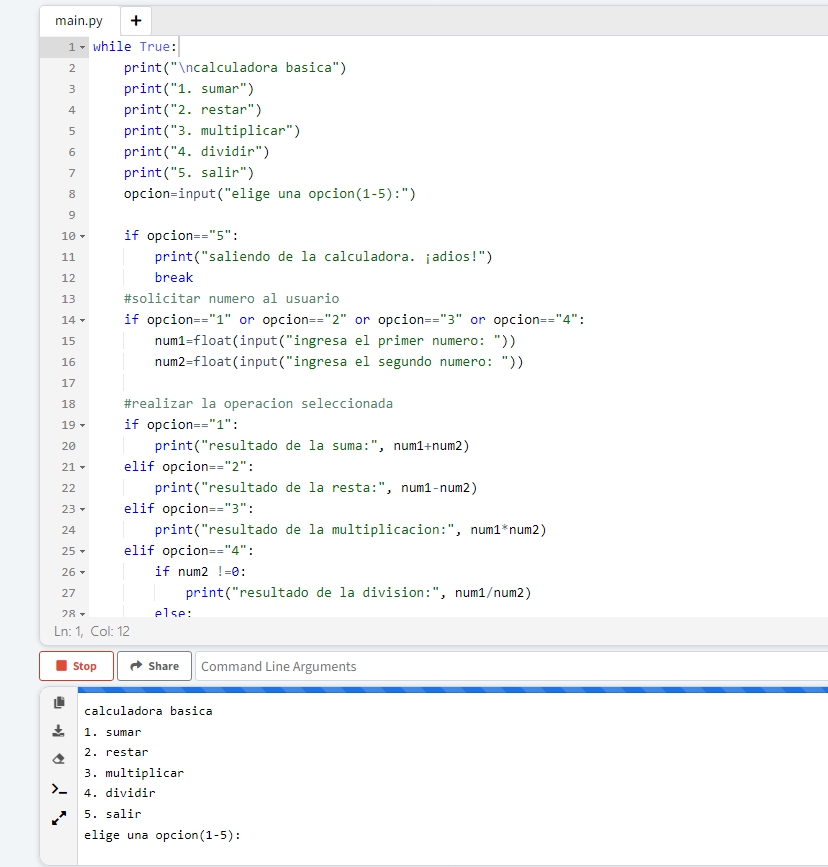 main.py +
1 while True:
2 print("\ncalculadora basica")
3 print("1. sumar")
4 print("2. restar")
5 print("3. multiplicar")
6 print("4. dividir")
7 print("5. salir")
8 opcion=input("elige una opcion(1-5):")
9
10 if opcion=="5":
11 print("saliendo de la calculadora. ¡adios!")
12 break
13 #solicitar numero al usuario
14 if opcion=="1" or opcion=="2" or opcion=="3" or opcion=="4":
15 num1=float(input("ingresa el primer numero: "))
16 num2=float(input("ingresa el segundo numero: "))
17
18 #realizar la operacion seleccionada
19 if opcion=="1":
20 print("resultado de la suma:", num1+num2)
21 elif opcion=="2":
22 print("resultado de la resta:", num1-num2)
23 elif opcion=="3":
24 print("resultado de la multiplicacion:", num1*num2)
25 elif opcion=="4":
26 if num2 !=0:
27 print("resultado de la division:", num1/num2)
28 else:
Ln: 1, Col: 12
Stop Share Command Line Arguments
calculadora basica
1. sumar
2. restar
3. multiplicar
4. dividir
5. salir
elige una opcion(1-5):